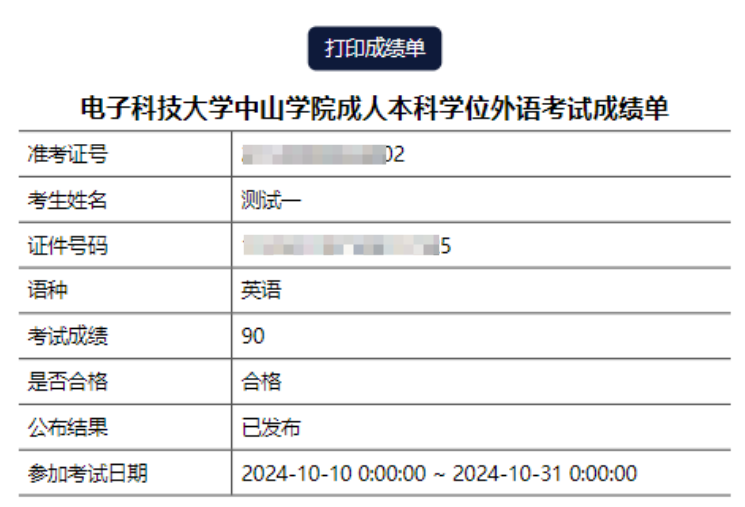 打印成绩单
电子科技大学中山学院成人本科学位外语考试成绩单
准考证号 02
考生姓名 测试一
证件号码 5
语种 英语
考试成绩 90
是否合格 合格
公布结果 已发布
参加考试日期 2024-10-10 0:00:00 ~ 2024-10-31 0:00:00